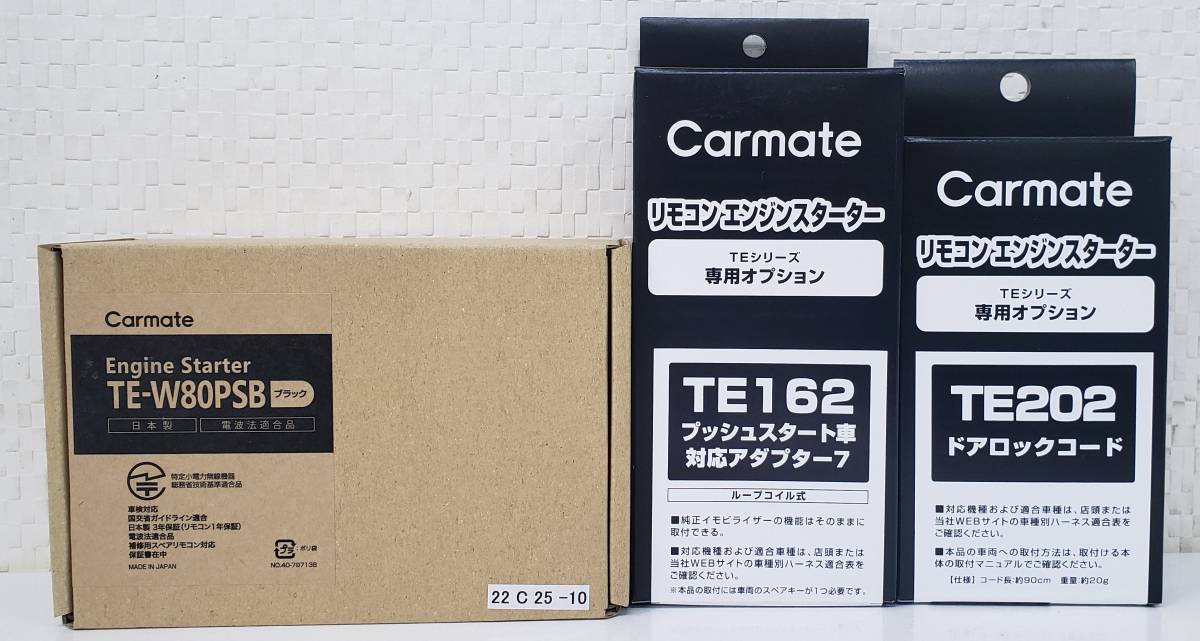 Carmate
Engine Starter
TE-W80PSB ブラック
日本製 電波法適合品
特定小電力無線機器
総務省技術基準適合品
車検対応
国交省ガイドライン適合
日本製 3年保証(リモコン1年保証)
電波法適合品
補修用スペアリモコン対応
保証書在中
MADE IN JAPAN
プラ :ポリ袋
NO.40-79713B
22 C 25 -10
Carmate
リモコンエンジンスターター
TEシリーズ
専用オプション
TE162
プッシュスタート車
対応アダプター7
ループコイル式
■純正イモビライザーの機能はそのままに
取付できる。
■対応機種および適合車種は、店頭または
当社WEBサイトの車種別ハーネス適合表を
ご確認ください。
※本品の取付には車両のスペアキーが1つ必要です。
Carmate
リモコンエンジンスターター
TEシリーズ
専用オプション
TE202
ドアロックコード
■対応機種および適合車種は、店頭または
当社WEBサイトの車種別ハーネス適合表を
ご確認ください。
■本品の車両への取付方法は、取付ける本
体の取付マニュアルでご確認ください。
【仕様】 コード長:約90cm 重量:約20g